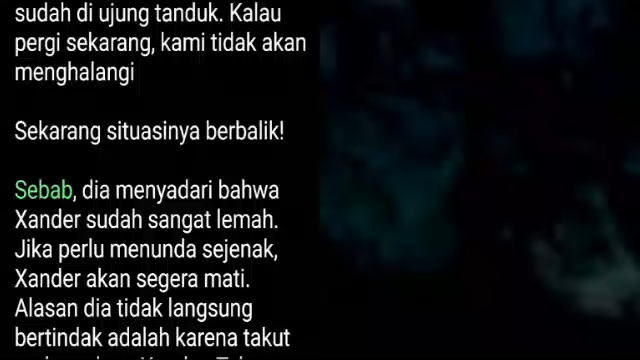 sudah di ujung tanduk. Kalau
pergi sekarang, kami tidak akan
menghalangi
Sekarang situasinya berbalik!
Sebab, dia menyadari bahwa
Xander sudah sangat lemah.
Jika perlu menunda sejenak,
Xander akan segera mati.
Alasan dia tidak langsung
bertindak adalah karena takut